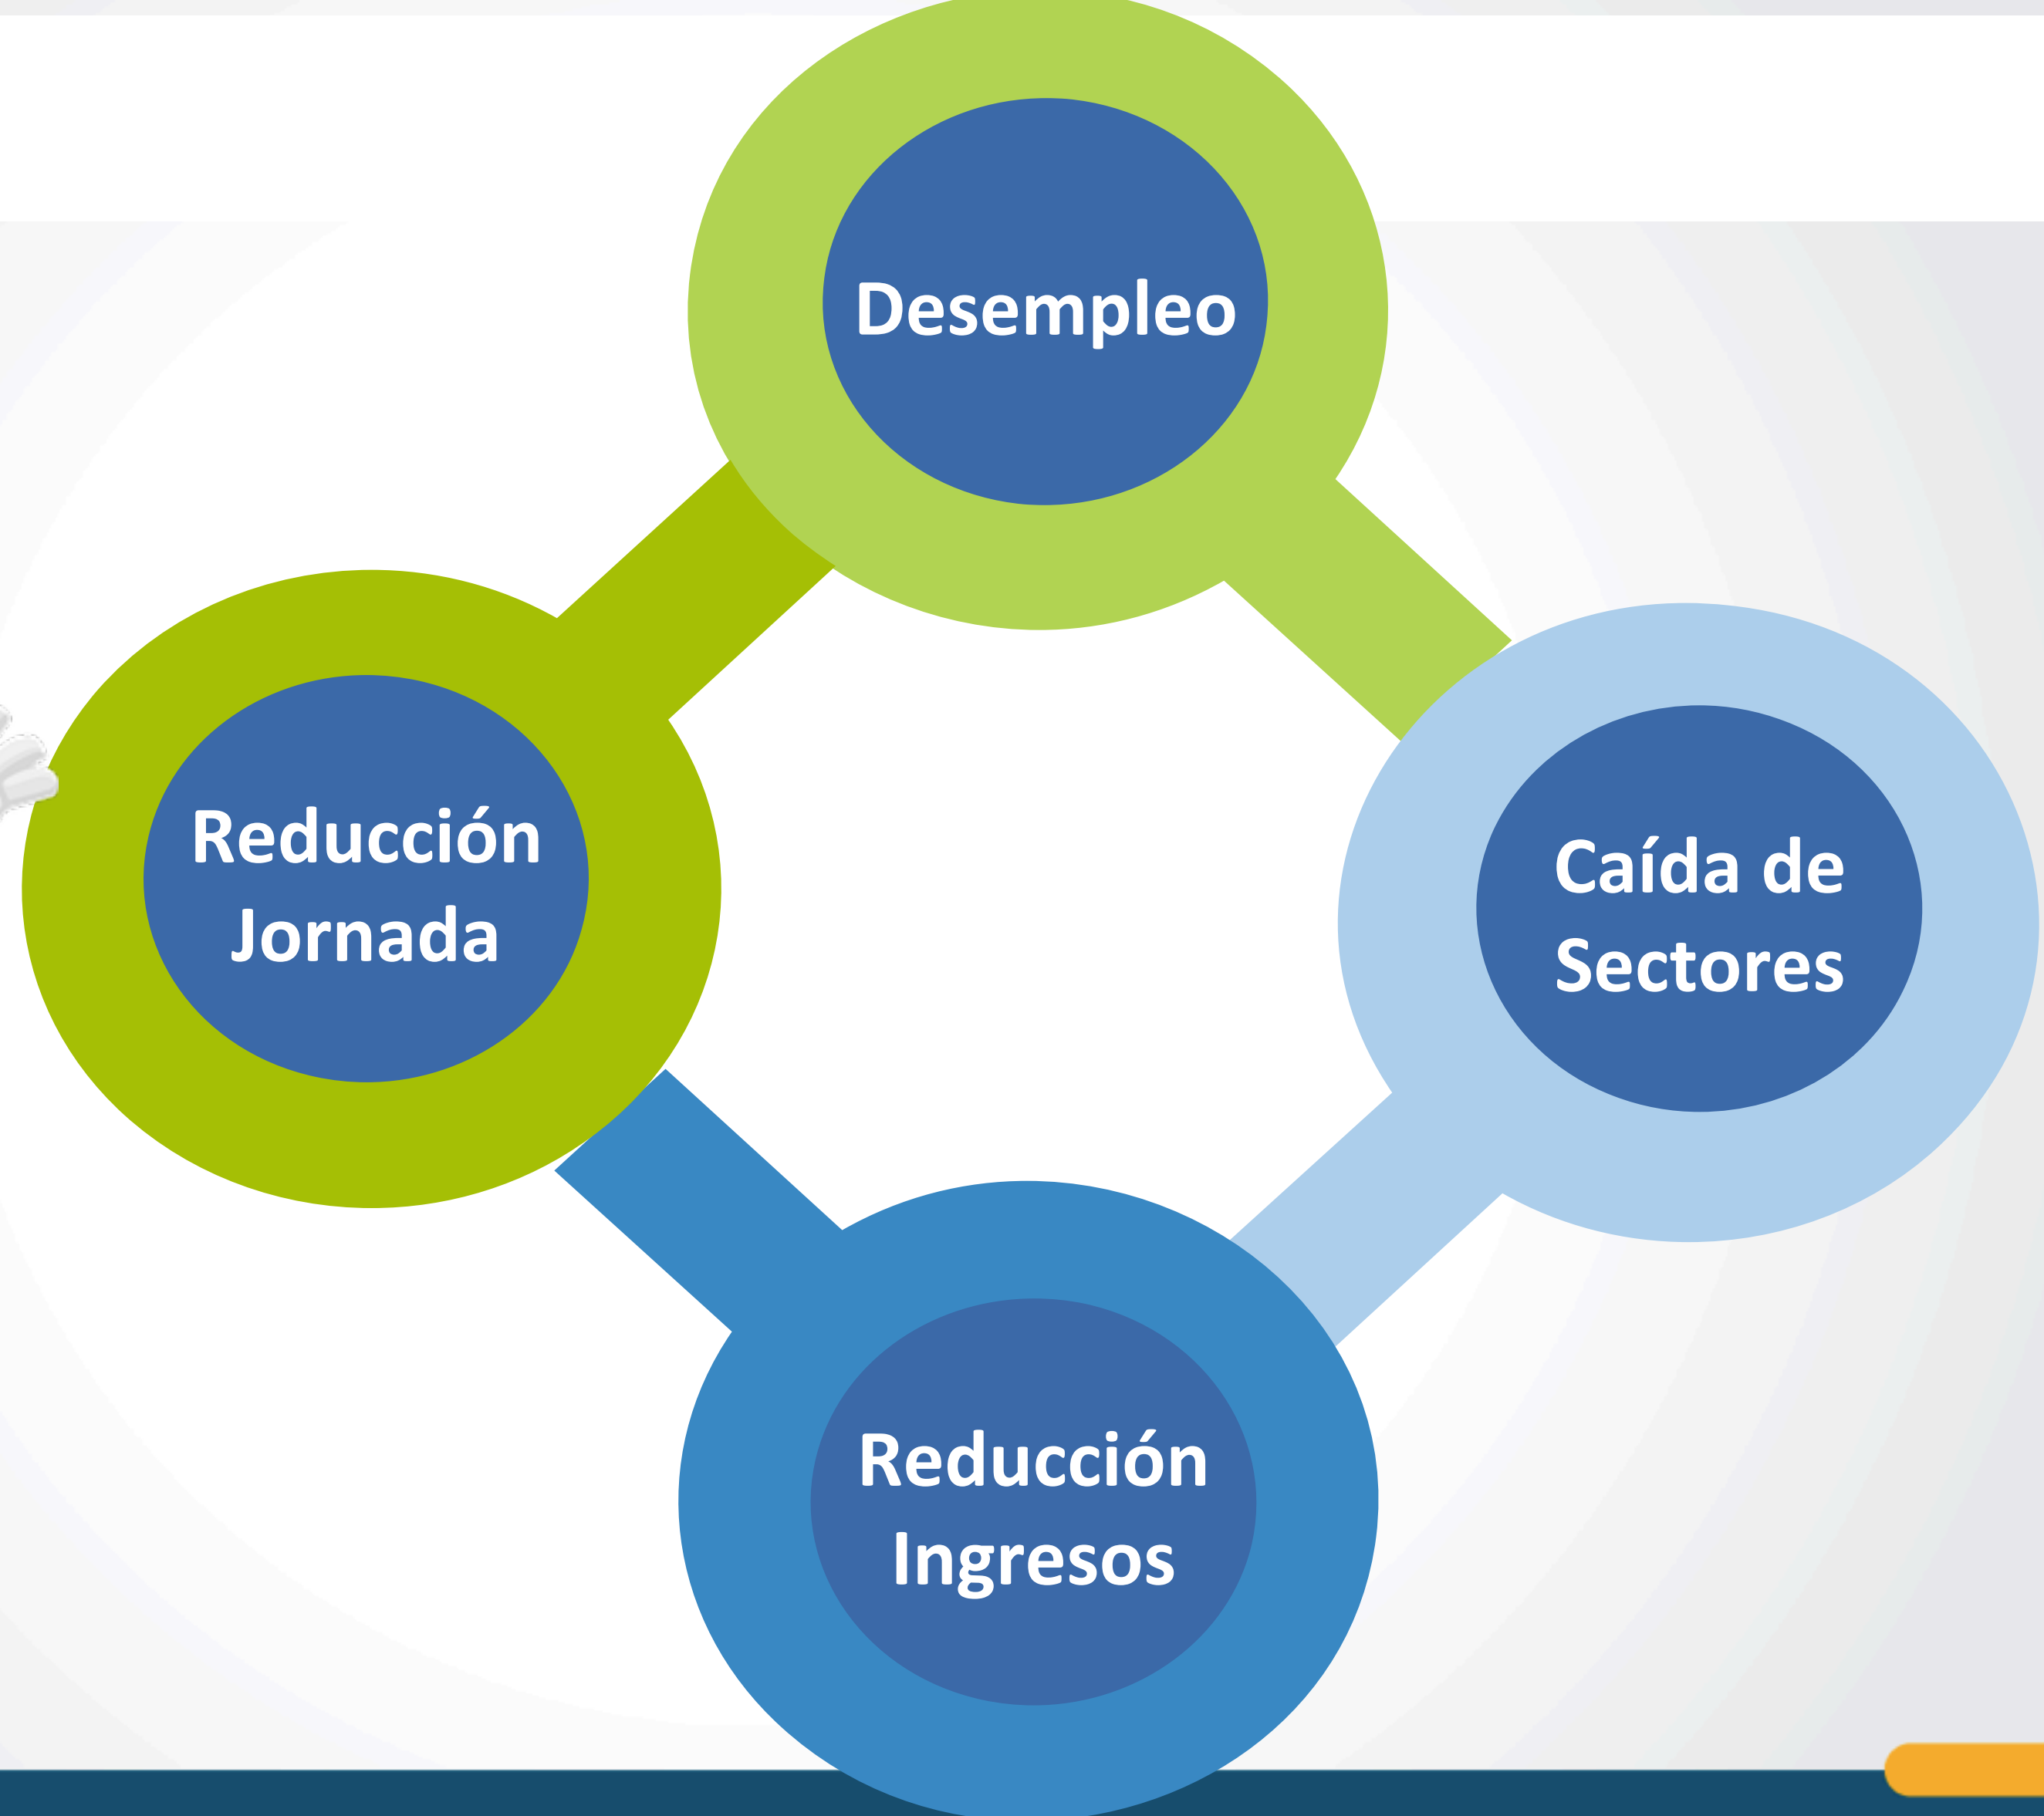 Desempleo
Reducción
Jornada
Caída de
Sectores
Reducción
Ingresos